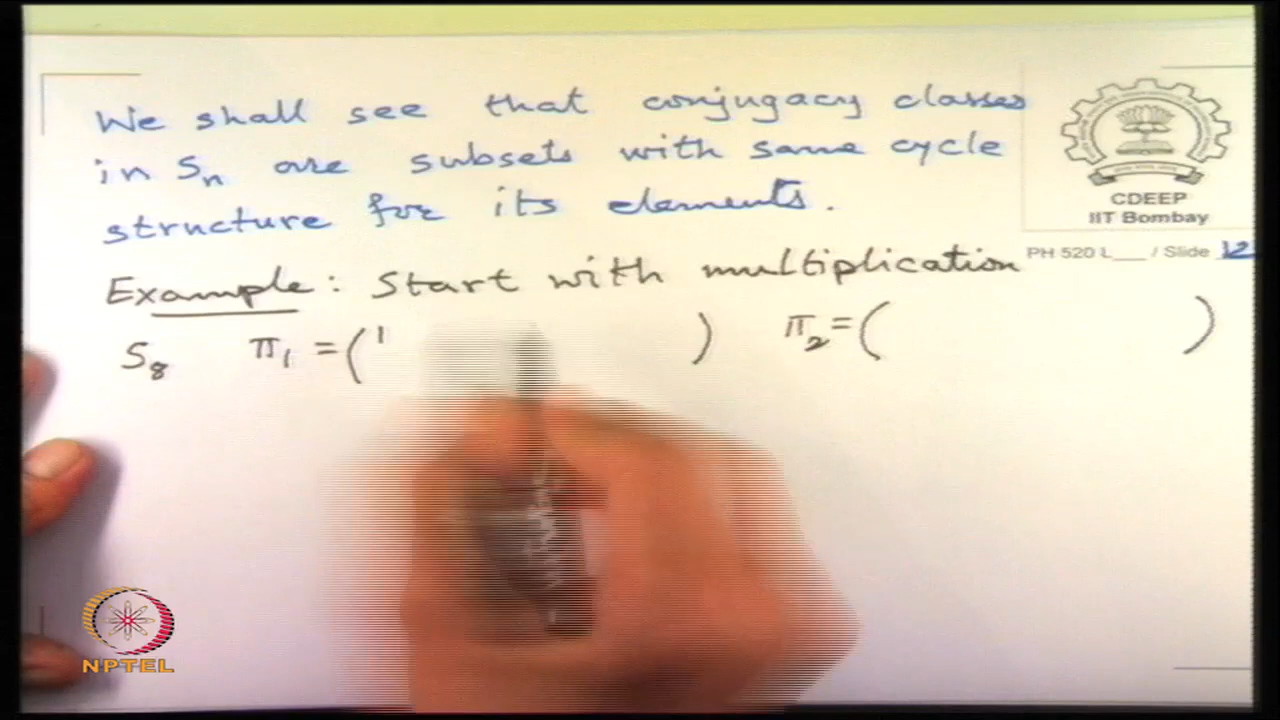 We shall see that conjugacy classes
in Sn are subsets with same cycle
structure for its elements.
CDEEP
IIT Bombay
PH 520 L___ / Slide 12
Example: Start with multiplication
S8 π1 = ( 1 ) π2 = ( )
NPTEL